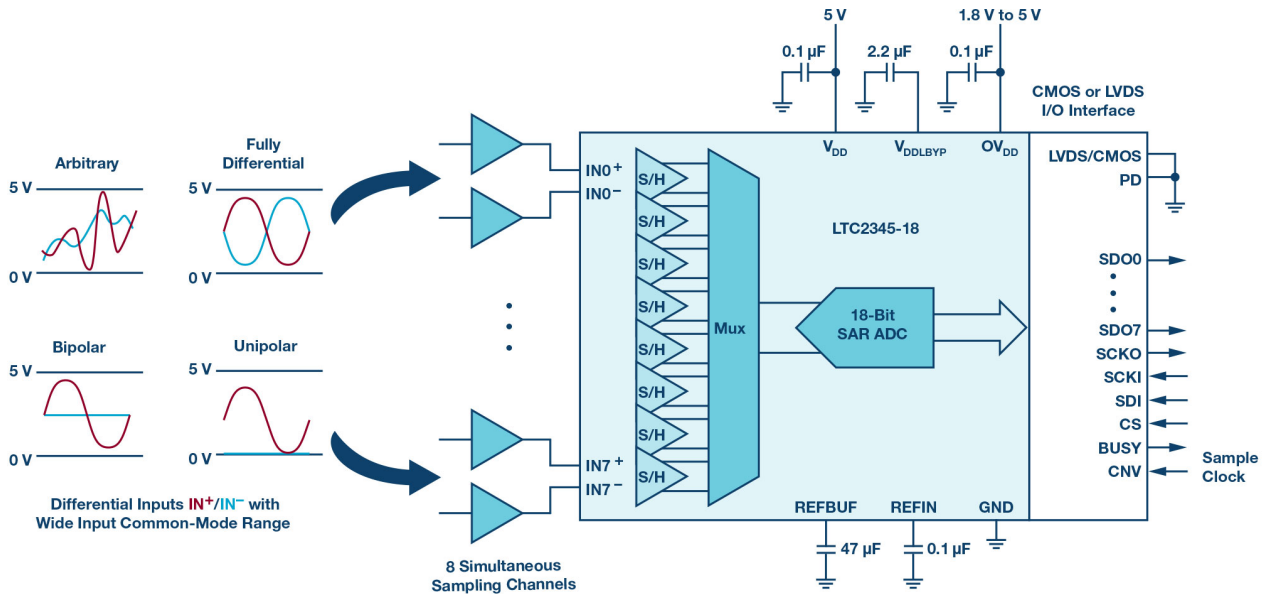 5 V
1.8 V to 5 V
0.1 µF
2.2 µF
0.1 µF
CMOS or LVDS
I/O Interface
Arbitrary
5 V
0 V
Fully
Differential
5 V
0 V
Bipolar
5 V
0 V
Unipolar
5 V
0 V
Differential Inputs IN+/IN− with
Wide Input Common-Mode Range
8 Simultaneous
Sampling Channels
IN0+
IN0−
IN7+
IN7−
S/H
S/H
S/H
S/H
S/H
S/H
S/H
S/H
Mux
VDD
VDDLBYP
OVDD
LTC2345-18
18-Bit
SAR ADC
REFBUF
REFIN
GND
47 µF
0.1 µF
LVDS/CMOS
PD
SDO0
SDO7
SCKO
SCKI
SDI
CS
BUSY
CNV
Sample
Clock